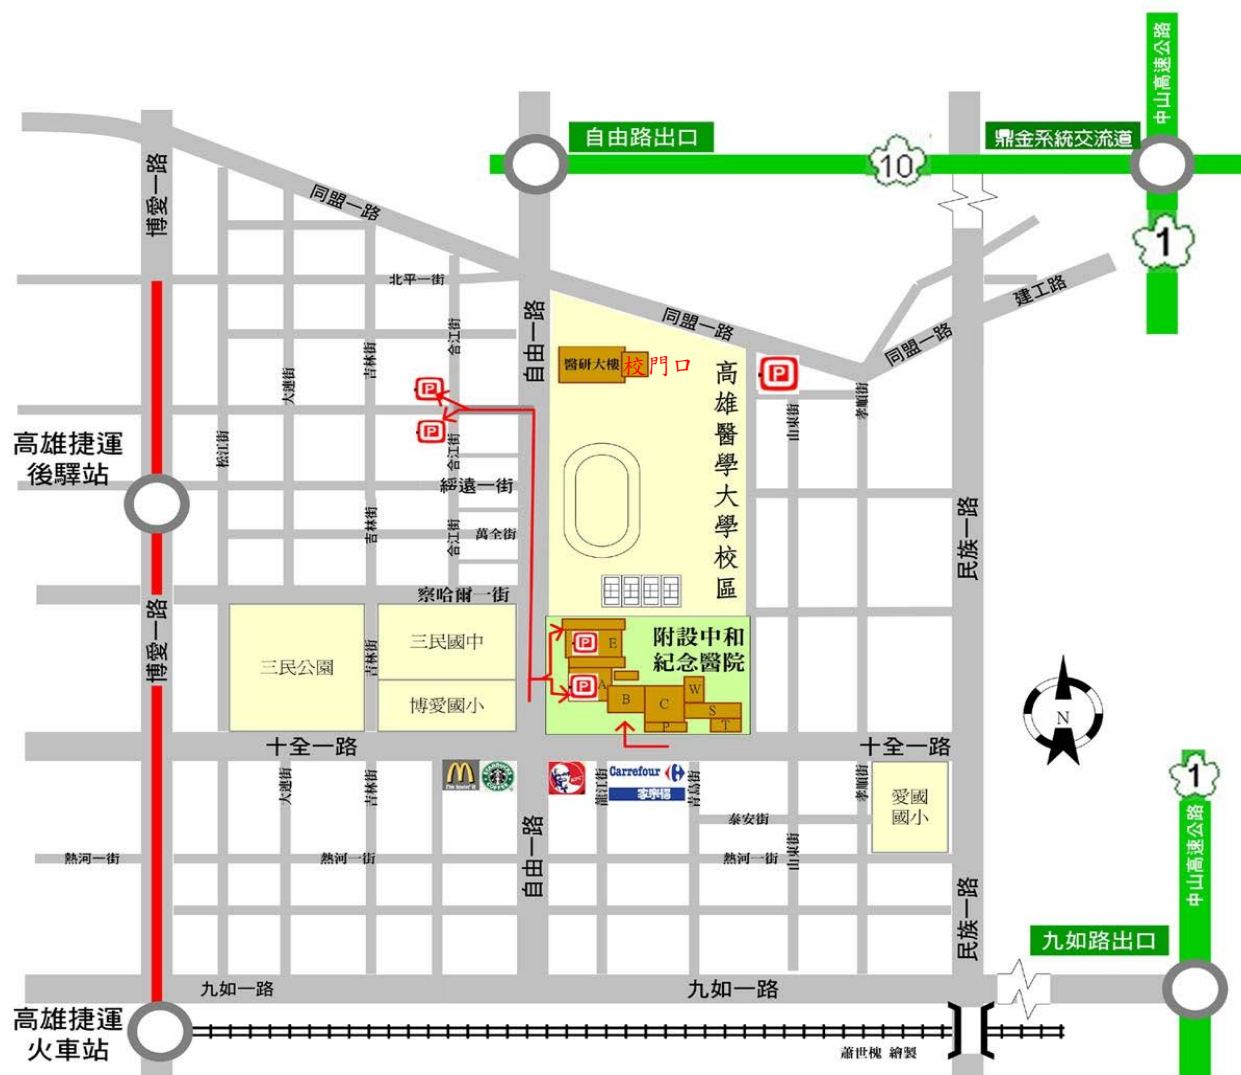 中山高速公路
自由路出口
10
鼎金系統交流道
1
博愛一路
同盟一路
北平一街
自由一路
同盟一路
建工路
同盟一路
合江街
吉林街
大連街
松江街
醫研大樓
校門口
P
P
P
高雄醫學大學校區
山東街
孝順街
高雄捷運
後驛站
合江街
綏遠一街
吉林街
合江街
萬全街
民族一路
察哈爾一街
博愛一路
吉林街
三民公園
三民國中
博愛國小
附設中和
紀念醫院
P
E
P
A
B
C
W
S
P
T
N
十全一路
十全一路
M
i'm lovin' it
STARBUCKS
COFFEE
KFC
Carrefour
家樂福
大連街
吉林街
龍江街
青島街
孝順街
愛國
國小
1
中山高速公路
泰安街
山東街
熱河一街
熱河一街
熱河一街
自由一路
民族一路
九如路出口
九如一路
九如一路
高雄捷運
火車站
蕭世槐 繪製